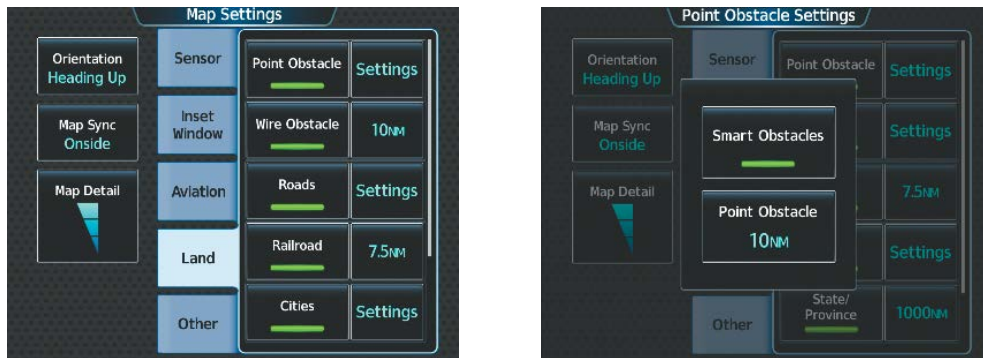 Map Settings
Orientation
Heading Up
Map Sync
Onside
Map Detail
Sensor
Inset
Window
Aviation
Land
Other
Point Obstacle
Settings
Wire Obstacle
10NM
Roads
Settings
Railroad
7.5NM
Cities
Settings
Point Obstacle Settings
Orientation
Heading Up
Map Sync
Onside
Map Detail
Sensor
Other
Point Obstacle
Settings
Settings
7.5NM
Settings
State/
Province
1000NM
Smart Obstacles
Point Obstacle
10NM